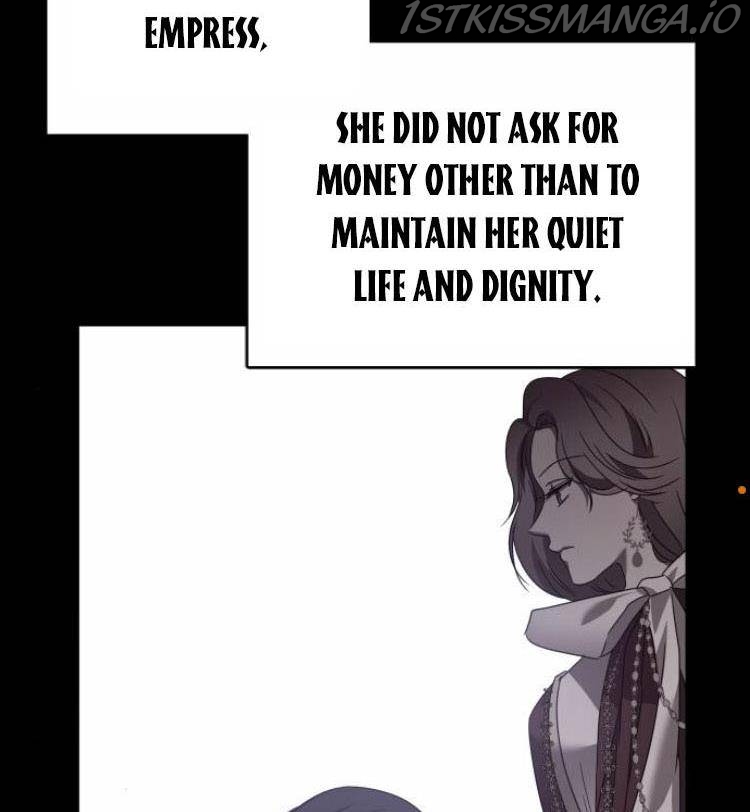 1STKISSMANGA.IO
EMPRESS,
SHE DID NOT ASK FOR
MONEY OTHER THAN TO
MAINTAIN HER QUIET
LIFE AND DIGNITY.